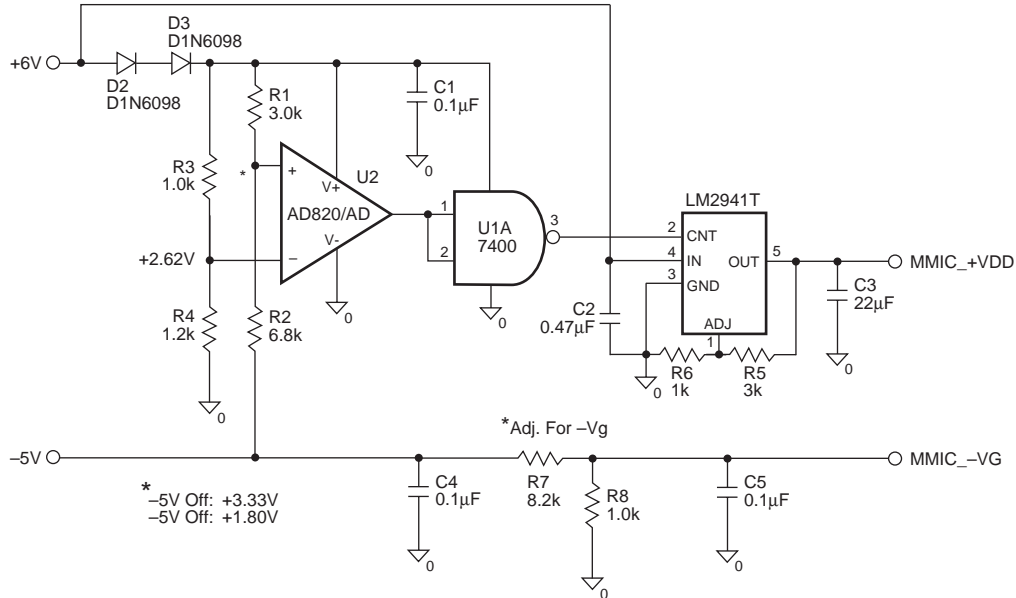 D3
D1N6098
+6V
D2
D1N6098
R1
3.0k
C1
0.1µF
0
R3
1.0k
*
+
U2
V+
AD820/AD
V-
–
+2.62V
0
1
2
U1A
7400
3
0
LM2941T
2
CNT
4
IN
3
GND
OUT
5
ADJ
1
MMIC_+VDD
C3
22µF
0
C2
0.47µF
0
R6
1k
R5
3k
R4
1.2k
0
R2
6.8k
*Adj. For –Vg
–5V
MMIC_–VG
*
–5V Off: +3.33V
–5V Off: +1.80V
C4
0.1µF
0
R7
8.2k
R8
1.0k
0
C5
0.1µF
0